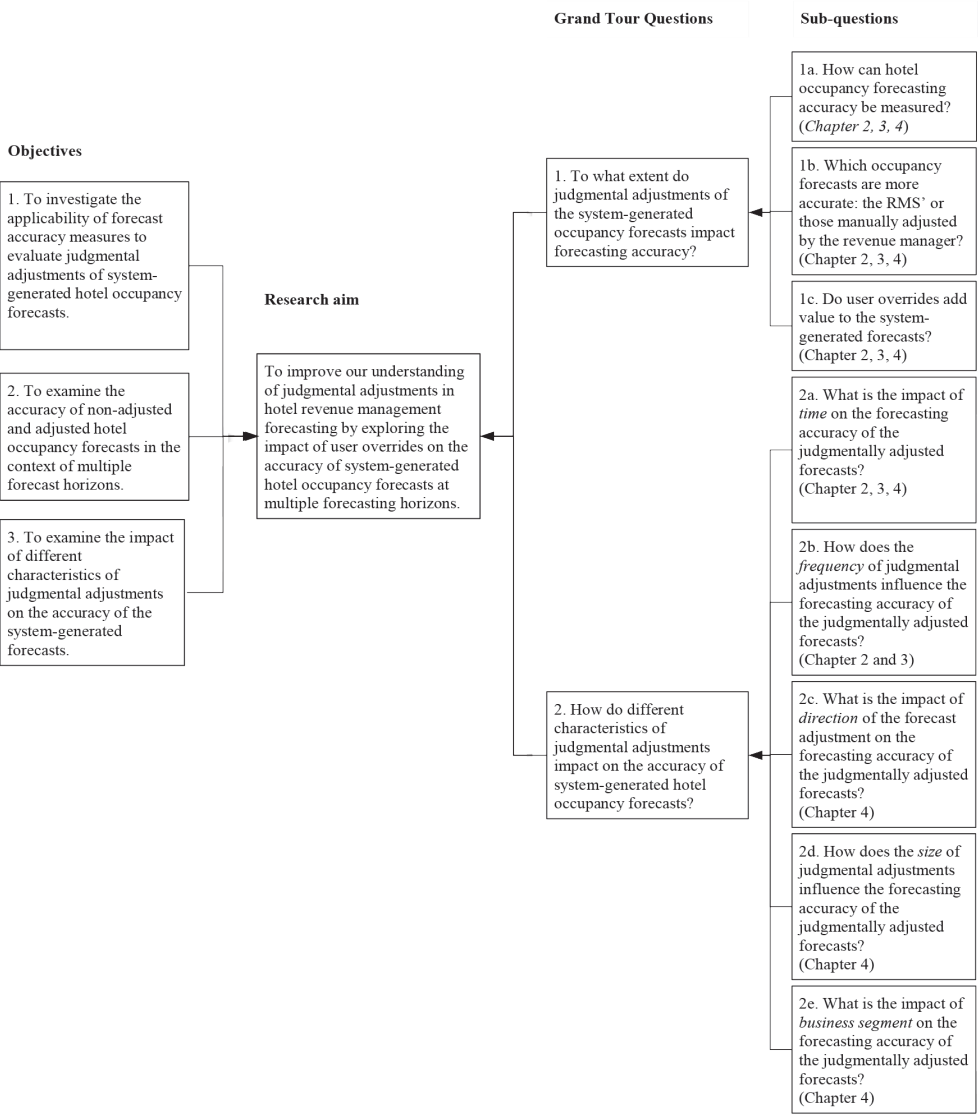 Objectives
1. To investigate the
applicability of forecast
accuracy measures to
evaluate judgmental
adjustments of system-
generated hotel occupancy
forecasts.
2. To examine the
accuracy of non-adjusted
and adjusted hotel
occupancy forecasts in the
context of multiple
forecast horizons.
3. To examine the impact
of different
characteristics of
judgmental adjustments
on the accuracy of the
system-generated
forecasts.
Research aim
To improve our understanding
of judgmental adjustments in
hotel revenue management
forecasting by exploring the
impact of user overrides on the
accuracy of system-generated
hotel occupancy forecasts at
multiple forecasting horizons.
Grand Tour Questions
1. To what extent do
judgmental adjustments of
the system-generated
occupancy forecasts impact
forecasting accuracy?
2. How do different
characteristics of
judgmental adjustments
impact on the accuracy of
system-generated hotel
occupancy forecasts?
Sub-questions
1a. How can hotel
occupancy forecasting
accuracy be measured?
(Chapter 2, 3, 4)
1b. Which occupancy
forecasts are more
accurate: the RMS’ or
those manually adjusted
by the revenue manager?
(Chapter 2, 3, 4)
1c. Do user overrides add
value to the system-
generated forecasts?
(Chapter 2, 3, 4)
2a. What is the impact of
time on the forecasting
accuracy of the
judgmentally adjusted
forecasts?
(Chapter 2, 3, 4)
2b. How does the
frequency of judgmental
adjustments influence the
forecasting accuracy of
the judgmentally adjusted
forecasts?
(Chapter 2 and 3)
2c. What is the impact of
direction of the forecast
adjustment on the
forecasting accuracy of
the judgmentally adjusted
forecasts?
(Chapter 4)
2d. How does the size of
judgmental adjustments
influence the forecasting
accuracy of the
judgmentally adjusted
forecasts?
(Chapter 4)
2e. What is the impact of
business segment on the
forecasting accuracy of
the judgmentally adjusted
forecasts?
(Chapter 4)